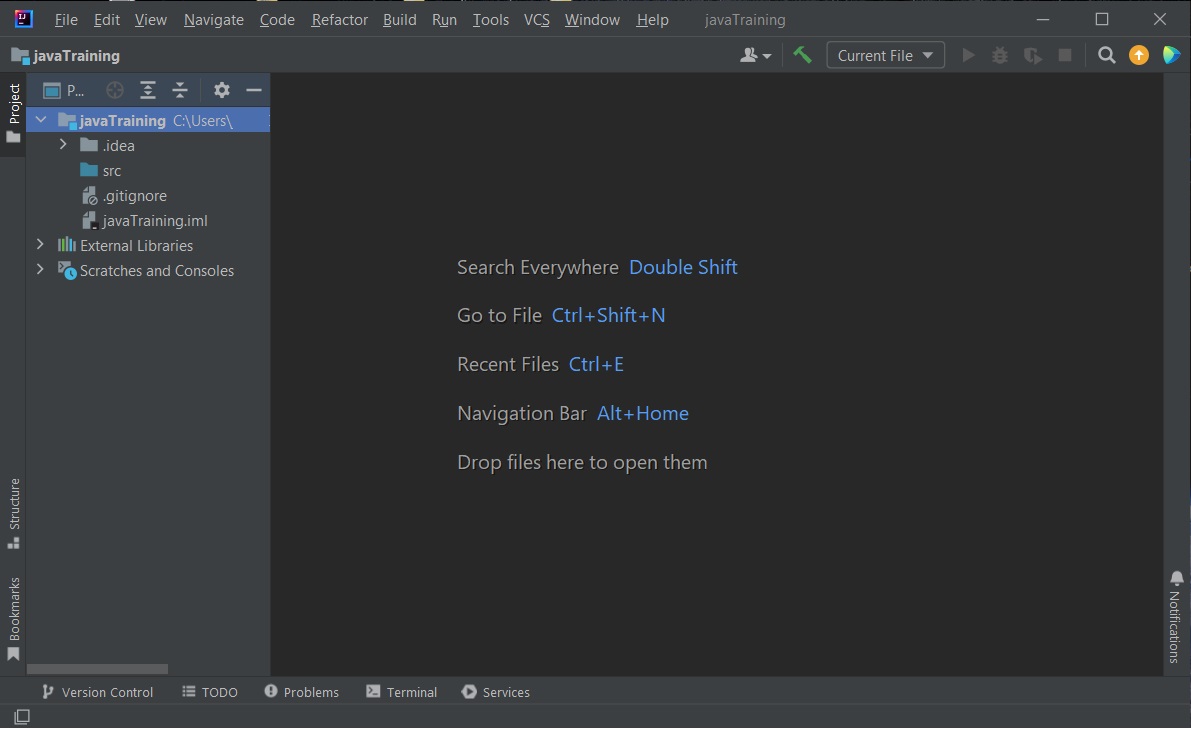 File Edit View Navigate Code Refactor Build Run Tools VCS Window Help javaTraining
javaTraining
Current File
Project
P...
javaTraining C:\Users\
.idea
src
.gitignore
javaTraining.iml
External Libraries
Scratches and Consoles
Search Everywhere Double Shift
Go to File Ctrl+Shift+N
Recent Files Ctrl+E
Navigation Bar Alt+Home
Drop files here to open them
Structure
Bookmarks
Notifications
Version Control TODO Problems Terminal Services